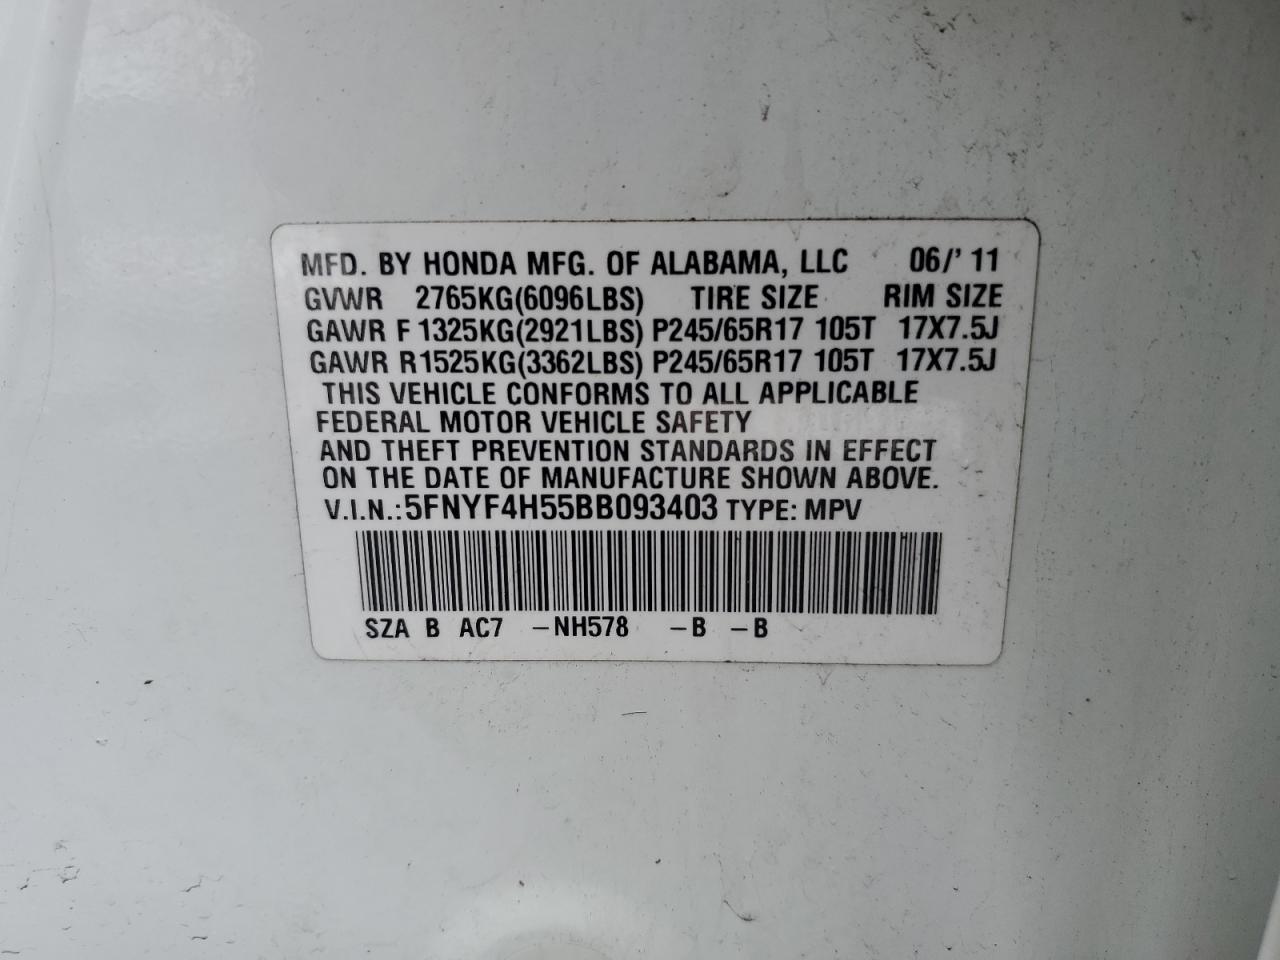 MFD. BY HONDA MFG. OF ALABAMA, LLC 06/' 11
GVWR 2765KG(6096LBS) TIRE SIZE RIM SIZE
GAWR F 1325KG(2921LBS) P245/65R17 105T 17X7.5J
GAWR R1525KG(3362LBS) P245/65R17 105T 17X7.5J
THIS VEHICLE CONFORMS TO ALL APPLICABLE
FEDERAL MOTOR VEHICLE SAFETY
AND THEFT PREVENTION STANDARDS IN EFFECT
ON THE DATE OF MANUFACTURE SHOWN ABOVE.
V.I.N.:5FNYF4H55BB093403 TYPE: MPV
SZA B AC7 -NH578 -B -B